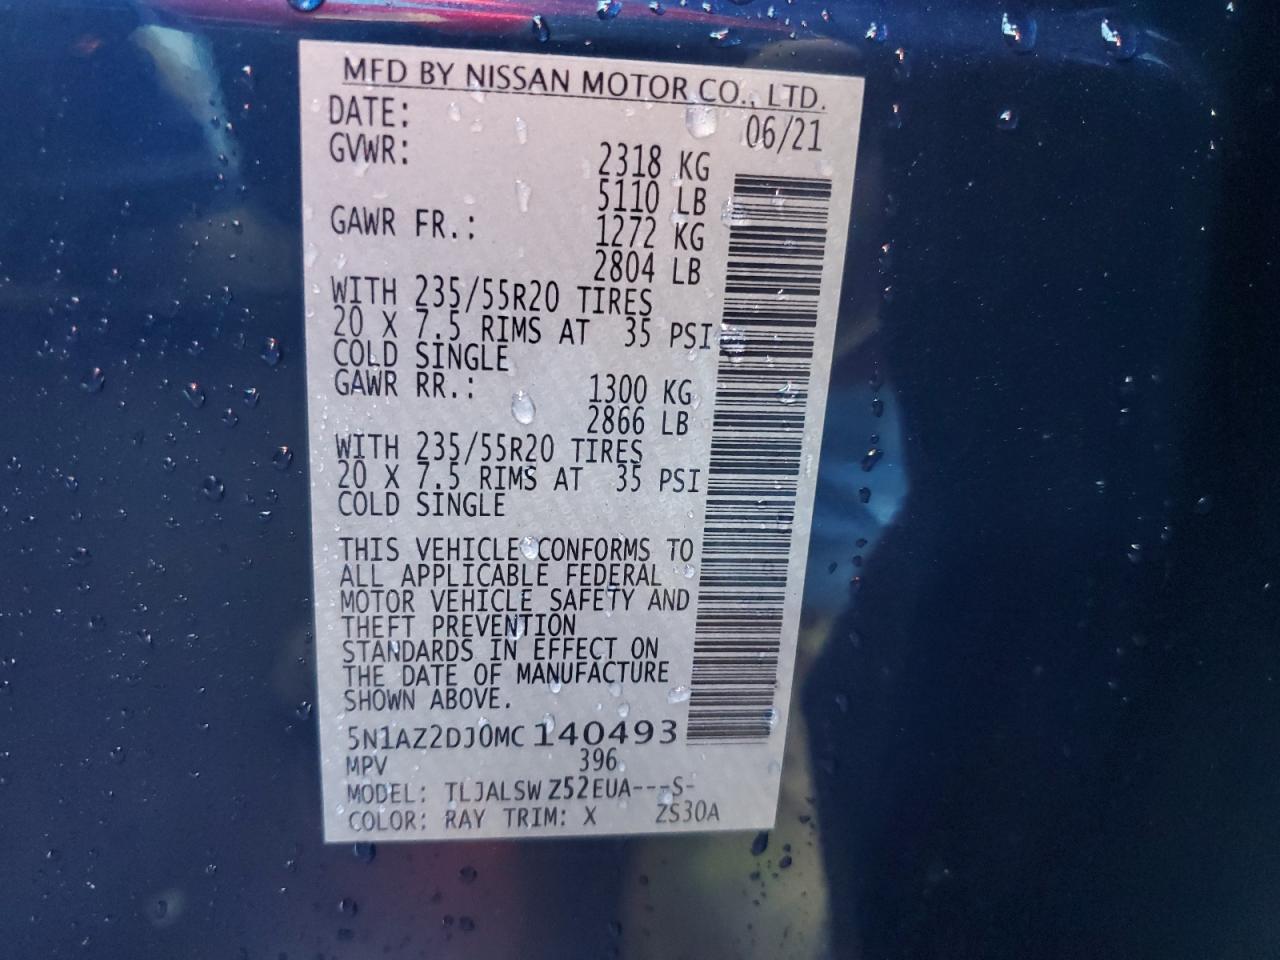 MFD BY NISSAN MOTOR CO., LTD.
DATE: 06/21
GVWR: 2318 KG
5110 LB
GAWR FR.: 1272 KG
2804 LB
WITH 235/55R20 TIRES
20 X 7.5 RIMS AT 35 PSI
COLD SINGLE
GAWR RR.: 1300 KG
2866 LB
WITH 235/55R20 TIRES
20 X 7.5 RIMS AT 35 PSI
COLD SINGLE
THIS VEHICLE CONFORMS TO
ALL APPLICABLE FEDERAL
MOTOR VEHICLE SAFETY AND
THEFT PREVENTION
STANDARDS IN EFFECT ON
THE DATE OF MANUFACTURE
SHOWN ABOVE.
5N1AZ2DJ0MC140493
MPV 396
MODEL: TLJALSWZ52EUA---S-
COLOR: RAY TRIM: X ZS30A